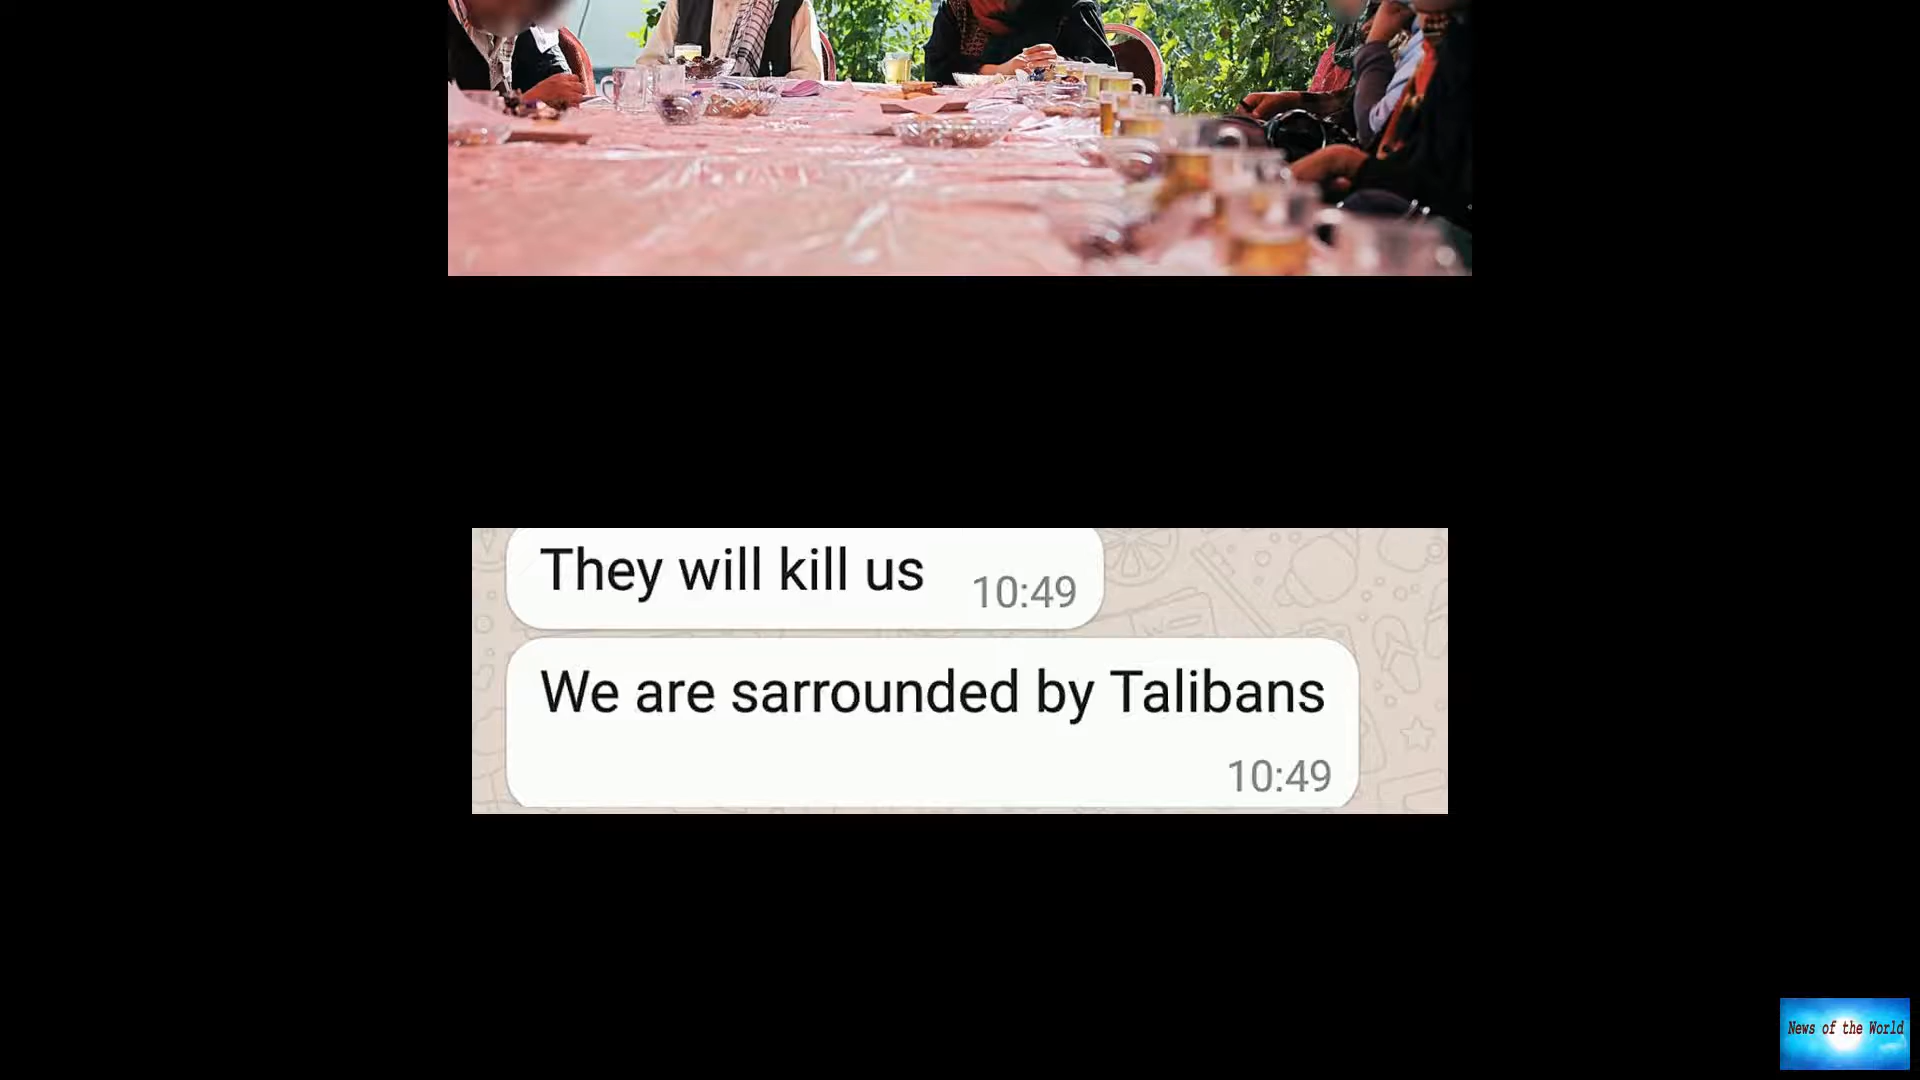 They will kill us 10:49
We are sarrounded by Talibans
10:49
News of the World